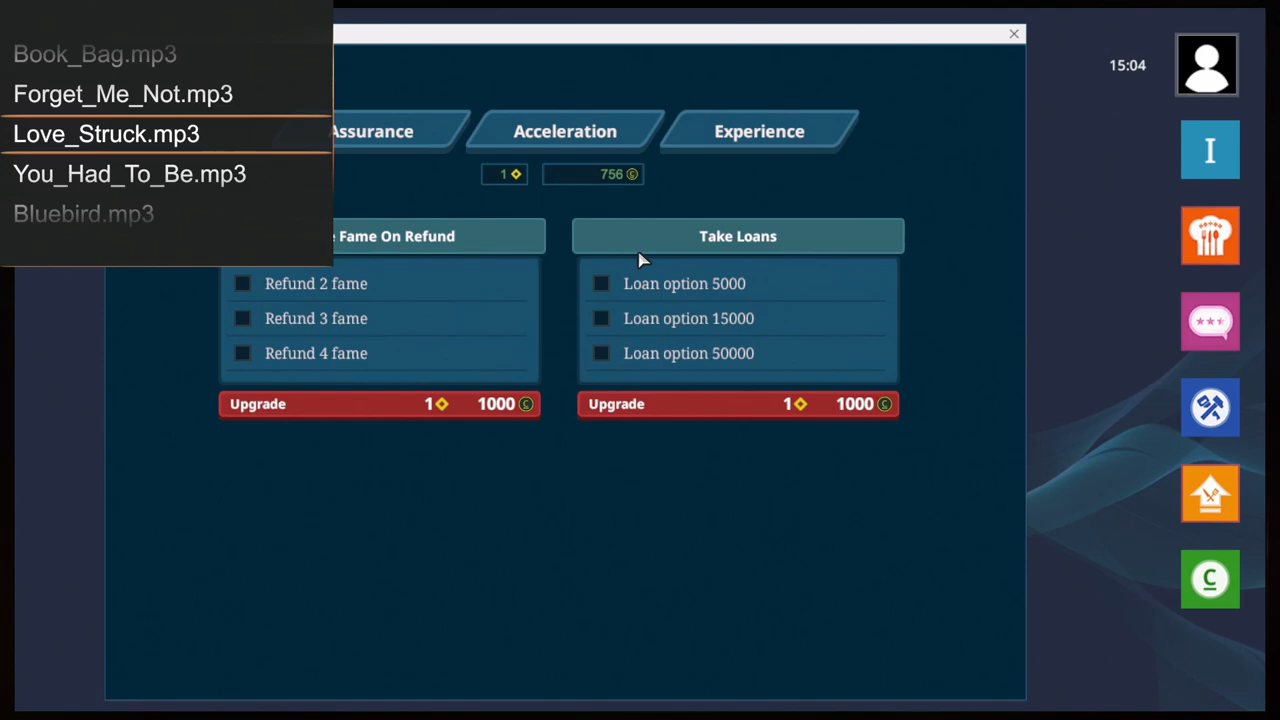 Book_Bag.mp3
Forget_Me_Not.mp3
Love_Struck.mp3
You_Had_To_Be.mp3
Bluebird.mp3
15:04
Assurance
Acceleration
Experience
1
756
Fame On Refund
Refund 2 fame
Refund 3 fame
Refund 4 fame
Upgrade 1 1000
Take Loans
Loan option 5000
Loan option 15000
Loan option 50000
Upgrade 1 1000
I
C